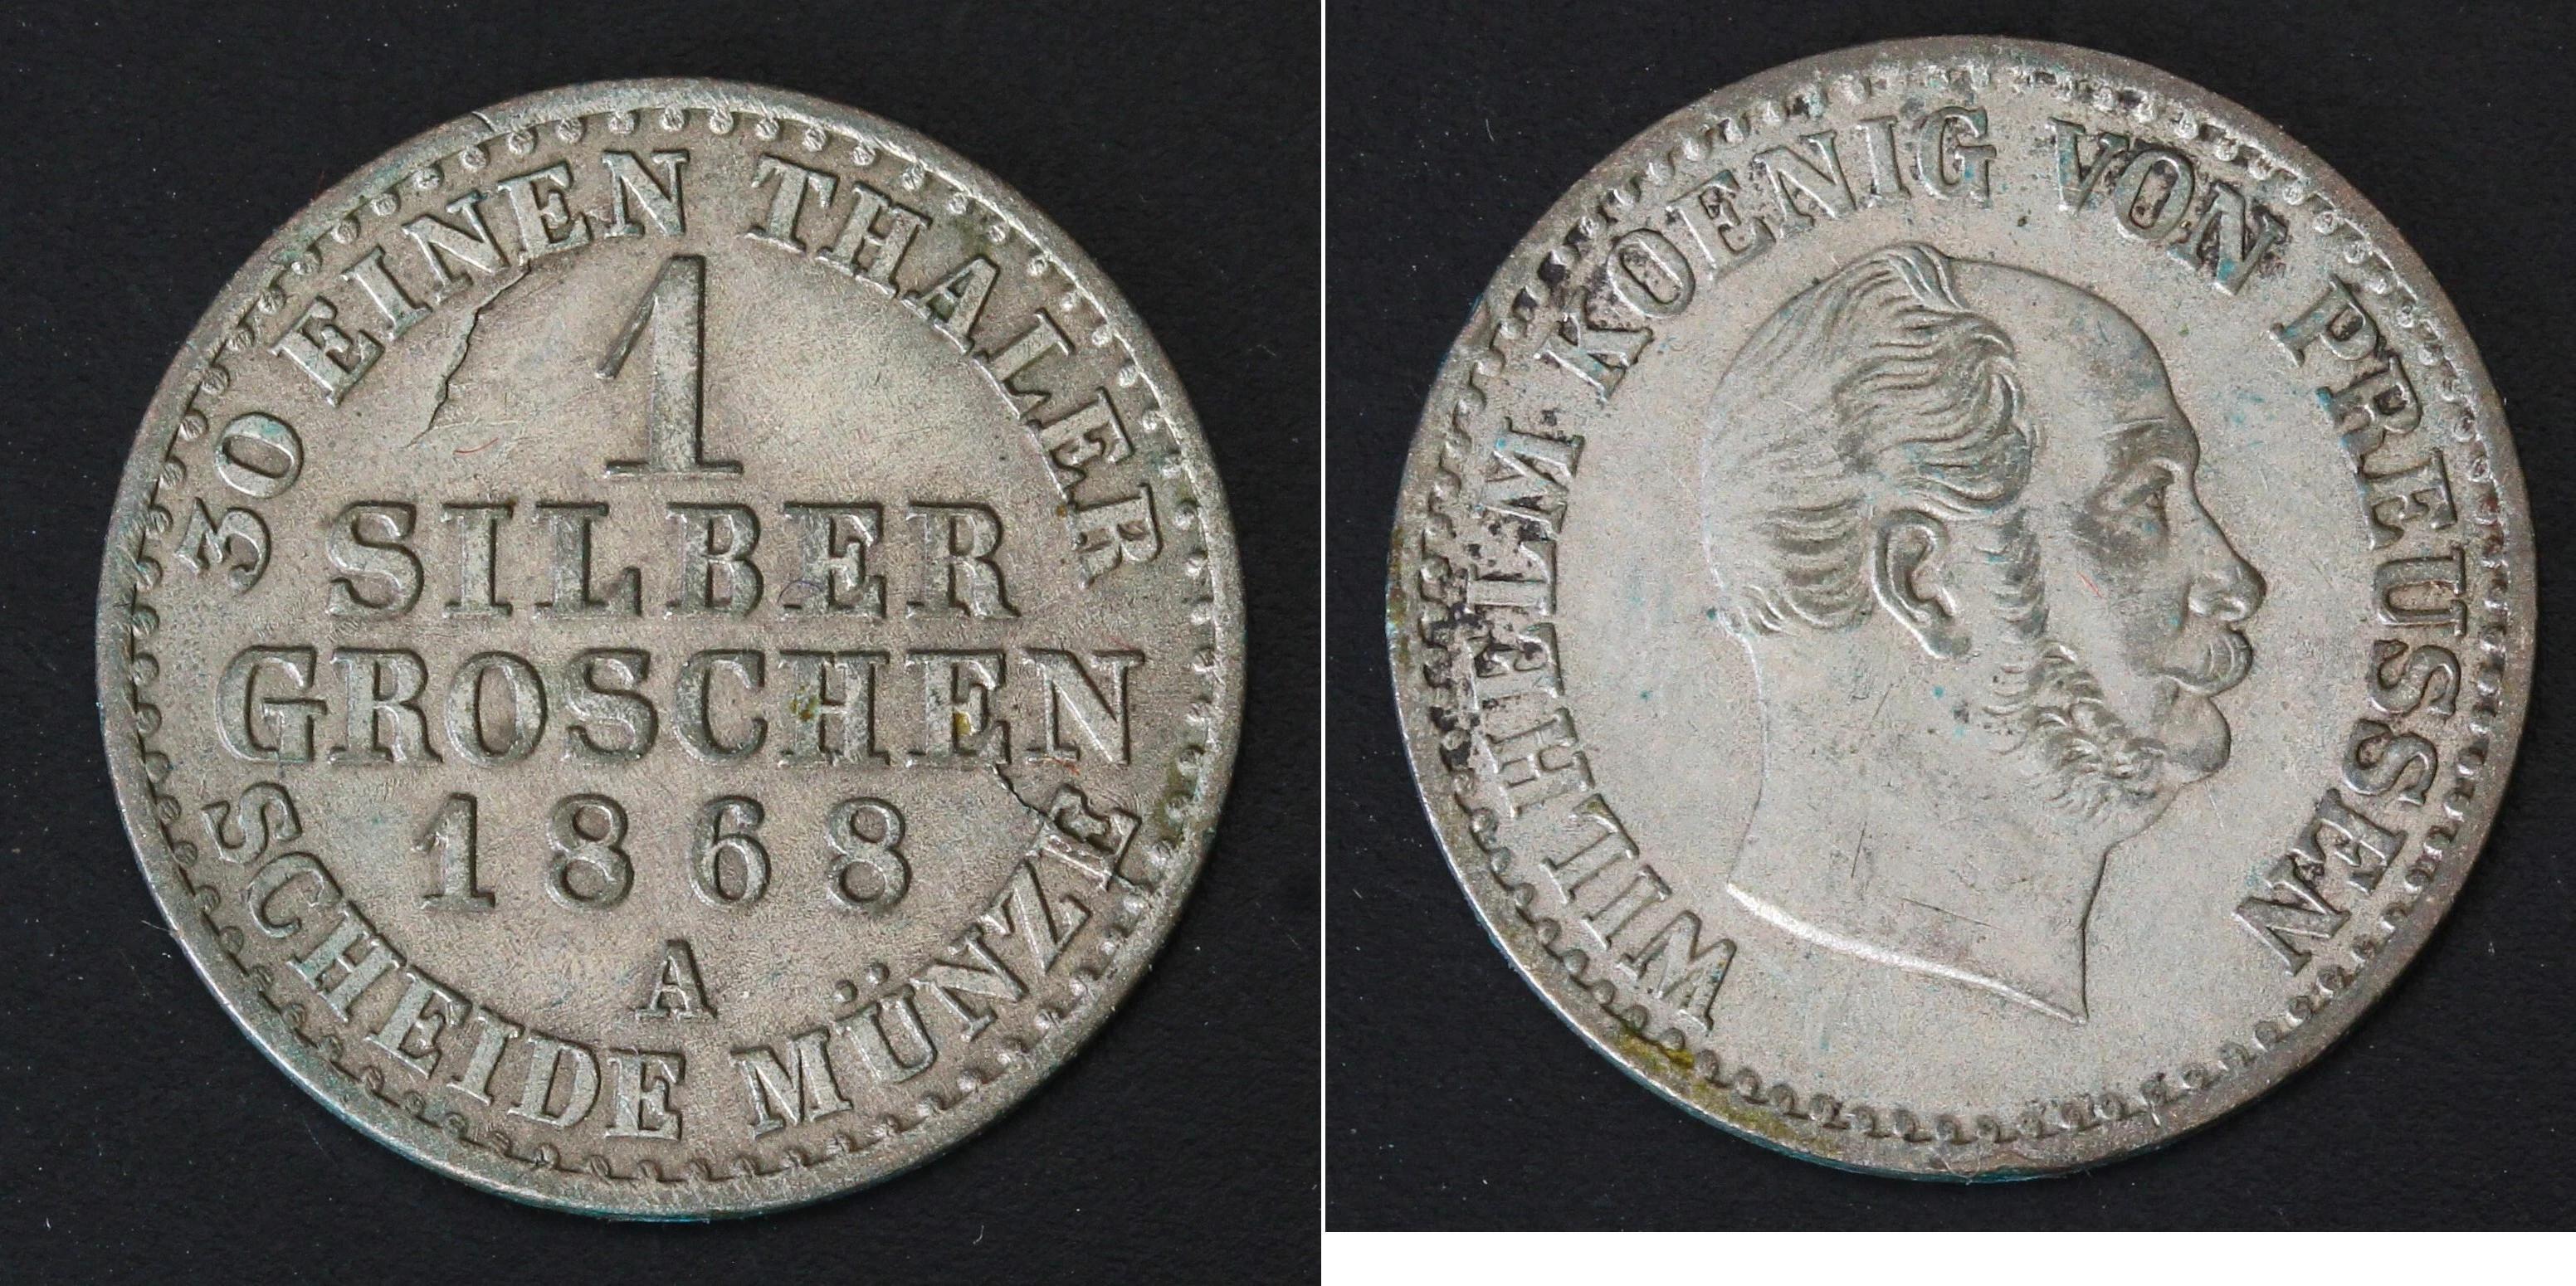 30 EINEN THALER
1
SILBER
GROSCHEN
1868
A
SCHEIDE MÜNZE
WILHELM KOENIG VON PREUSSEN